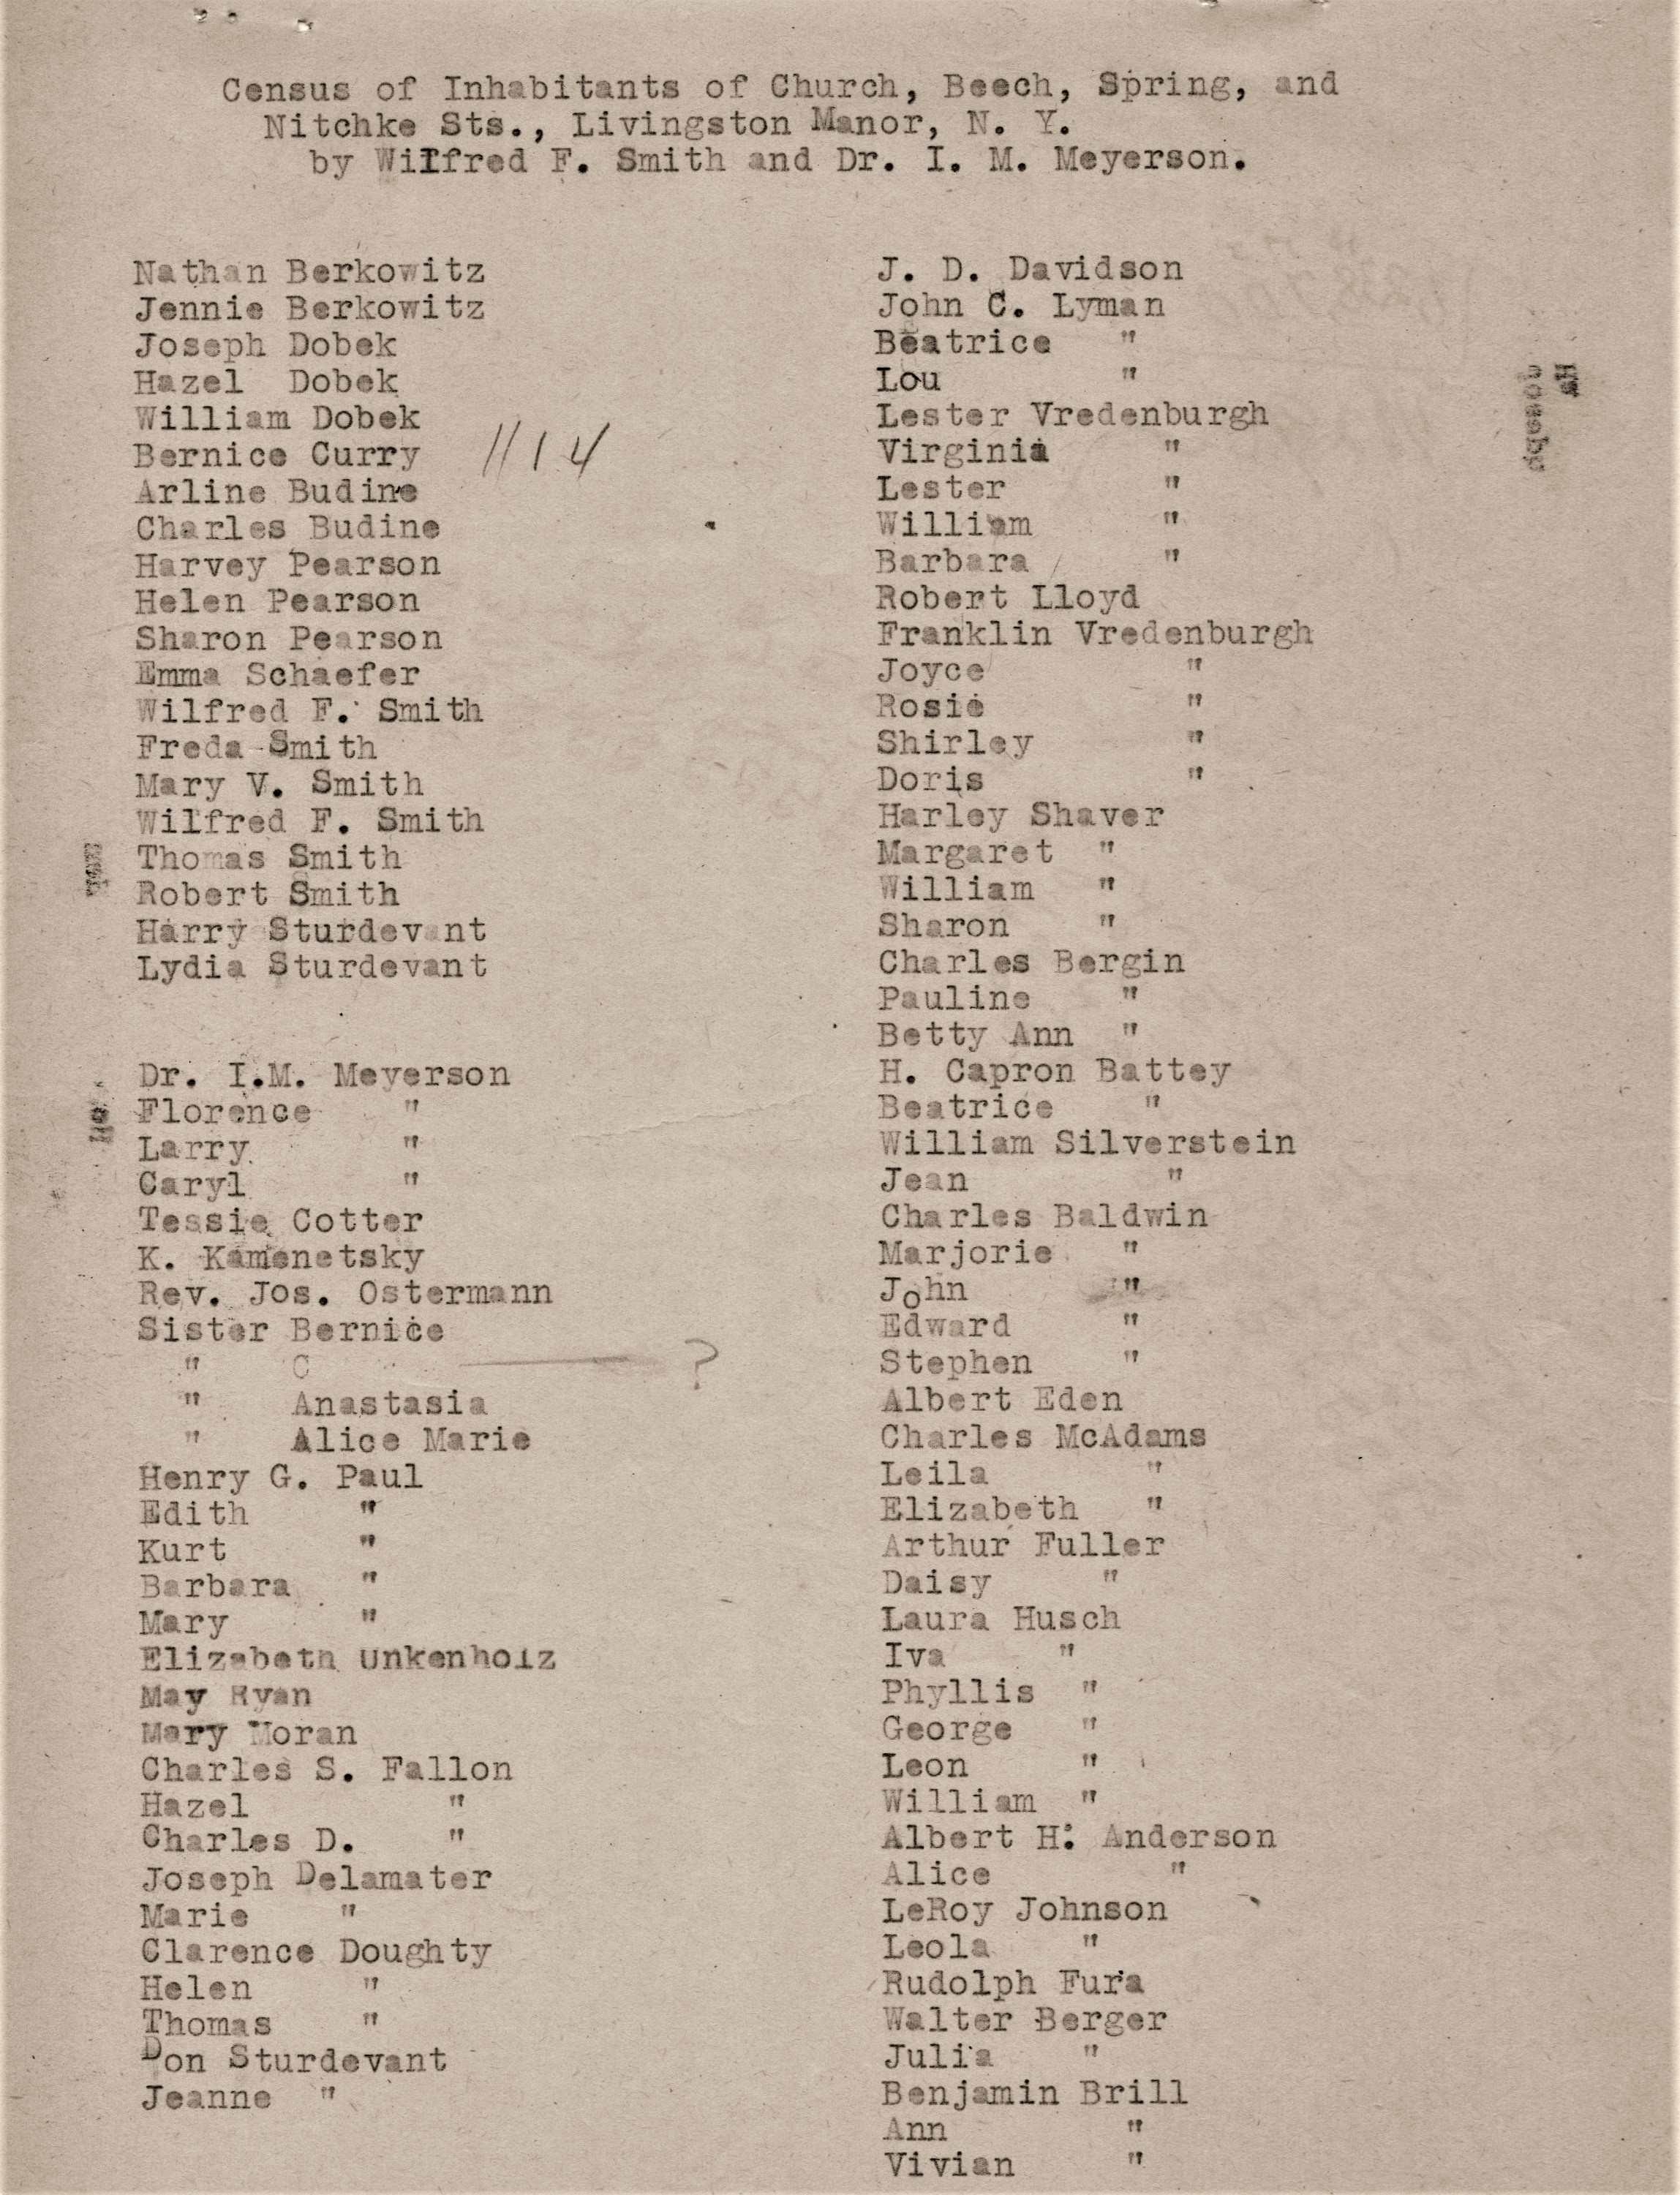 Census of Inhabitants of Church, Beech, Spring, and
Nitchke Sts., Livingston Manor, N. Y.
by Wilfred F. Smith and Dr. I. M. Meyerson.
Nathan Berkowitz
Jennie Berkowitz
Joseph Dobek
Hazel Dobek
William Dobek
Bernice Curry
114
Arline Budine
Charles Budine
Harvey Pearson
Helen Pearson
Sharon Pearson
Emma Schaefer
Wilfred F. Smith
Freda Smith
Mary V. Smith
Wilfred F. Smith
Thomas Smith
Robert Smith
Harry Sturdevant
Lydia Sturdevant
Dr. I.M. Meyerson
Florence "
Larry "
Caryl "
Tessie Cotter
K. Kamenetsky
Rev. Jos. Ostermann
Sister Bernice
" C ?
" Anastasia
" Alice Marie
Henry G. Paul
Edith "
Kurt "
Barbara "
Mary "
Elizabeth Unkenholz
May Ryan
Mary Moran
Charles S. Fallon
Hazel "
Charles D. "
Joseph Delamater
Marie "
Clarence Doughty
Helen "
Thomas "
Don Sturdevant
Jeanne "
J. D. Davidson
John C. Lyman
Beatrice "
Lou "
Lester Vredenburgh
Virginia "
Lester "
William "
Barbara "
Robert Lloyd
Franklin Vredenburgh
Joyce "
Rosie "
Shirley "
Doris "
Harley Shaver
Margaret "
William "
Sharon "
Charles Bergin
Pauline "
Betty Ann "
H. Capron Battey
Beatrice "
William Silverstein
Jean "
Charles Baldwin
Marjorie "
John "
Edward "
Stephen "
Albert Eden
Charles McAdams
Leila "
Elizabeth "
Arthur Fuller
Daisy "
Laura Husch
Iva "
Phyllis "
George "
Leon "
William "
Albert H. Anderson
Alice "
LeRoy Johnson
Leola "
Rudolph Fura
Walter Berger
Julia "
Benjamin Brill
Ann "
Vivian "